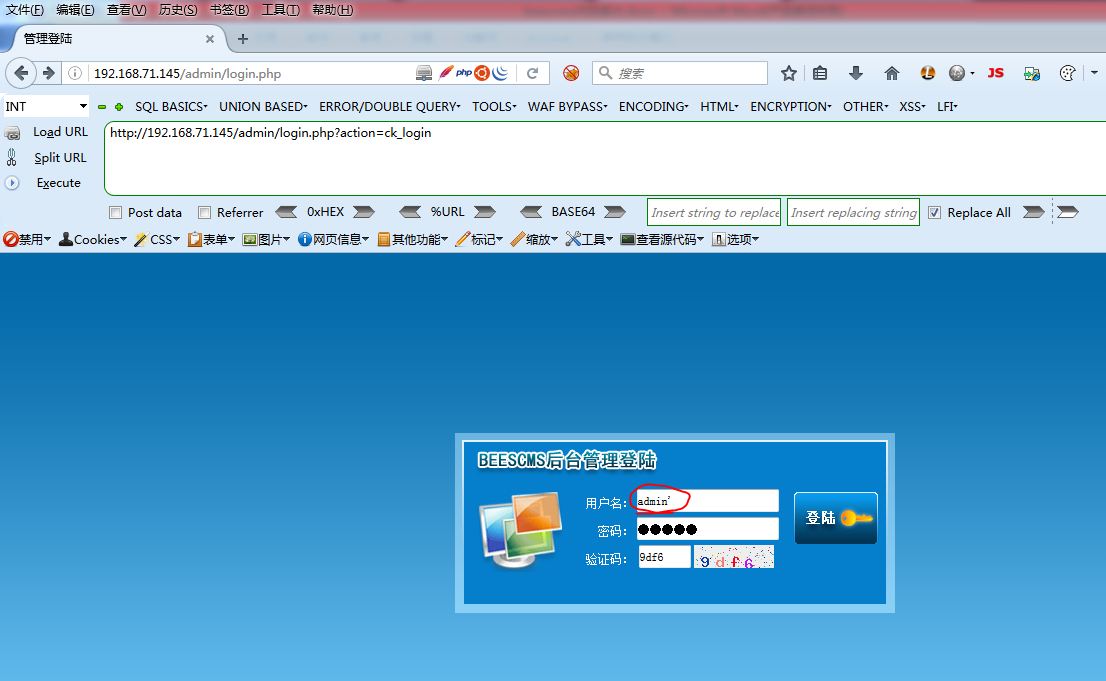 文件(F) 编辑(E) 查看(V) 历史(S) 书签(B) 工具(T) 帮助(H)
管理登陆 × +
192.168.71.145/admin/login.php php 搜索 JS
INT SQL BASICS UNION BASED ERROR/DOUBLE QUERY TOOLS WAF BYPASS ENCODING HTML ENCRYPTION OTHER XSS LFI
Load URL http://192.168.71.145/admin/login.php?action=ck_login
Split URL
Execute
Post data Referrer 0xHEX %URL BASE64 Insert string to replace Insert replacing string Replace All
禁用 Cookies CSS 表单 图片 网页信息 其他功能 标记 缩放 工具 查看源代码 选项
BEESCMS后台管理登陆
用户名: admin'
密码: ●●●●●
登陆
验证码: 9df6 9df6